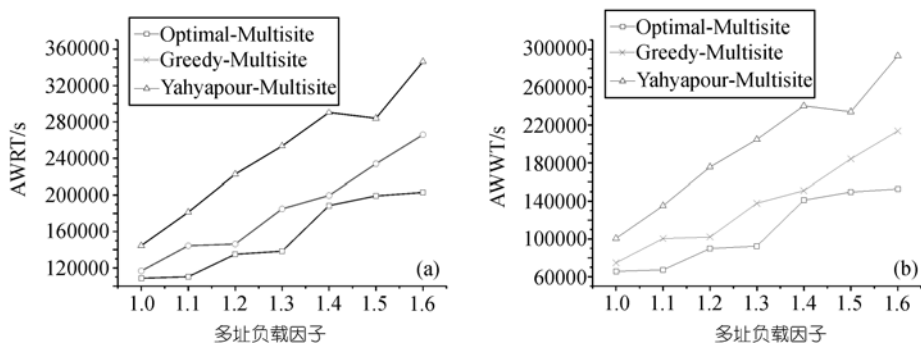 360000
320000
280000
240000
200000
160000
120000
AWRT/s
Optimal-Multisite
Greedy-Multisite
Yahyapour-Multisite
(a)
1.0 1.1 1.2 1.3 1.4 1.5 1.6
多址负载因子
300000
260000
220000
180000
140000
100000
60000
AWWT/s
Optimal-Multisite
Greedy-Multisite
Yahyapour-Multisite
(b)
1.0 1.1 1.2 1.3 1.4 1.5 1.6
多址负载因子